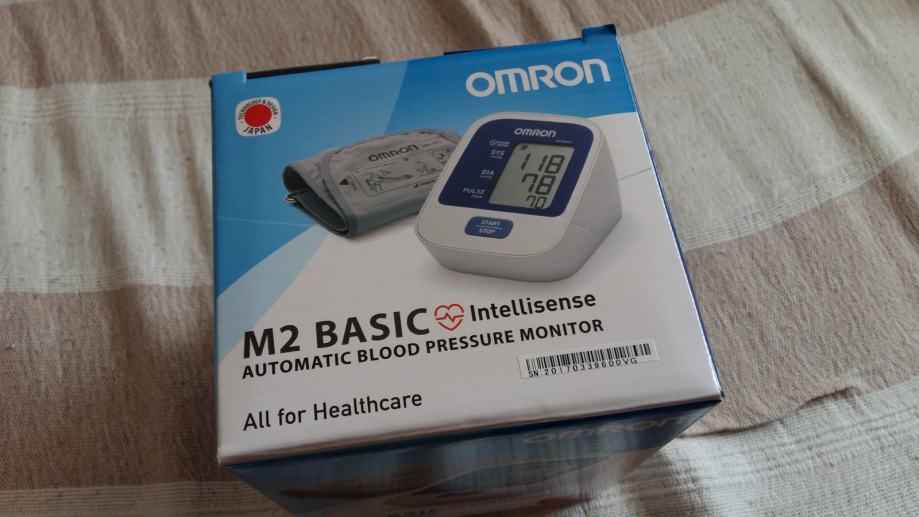 OMRON
TECHNOLOGY & DESIGN
JAPAN
OMRON
OMRON
SYS
DIA
PULSE
118
78
70
START
STOP
M2 BASIC Intellisense
AUTOMATIC BLOOD PRESSURE MONITOR
SN:20170339600VG
All for Healthcare
OMRON